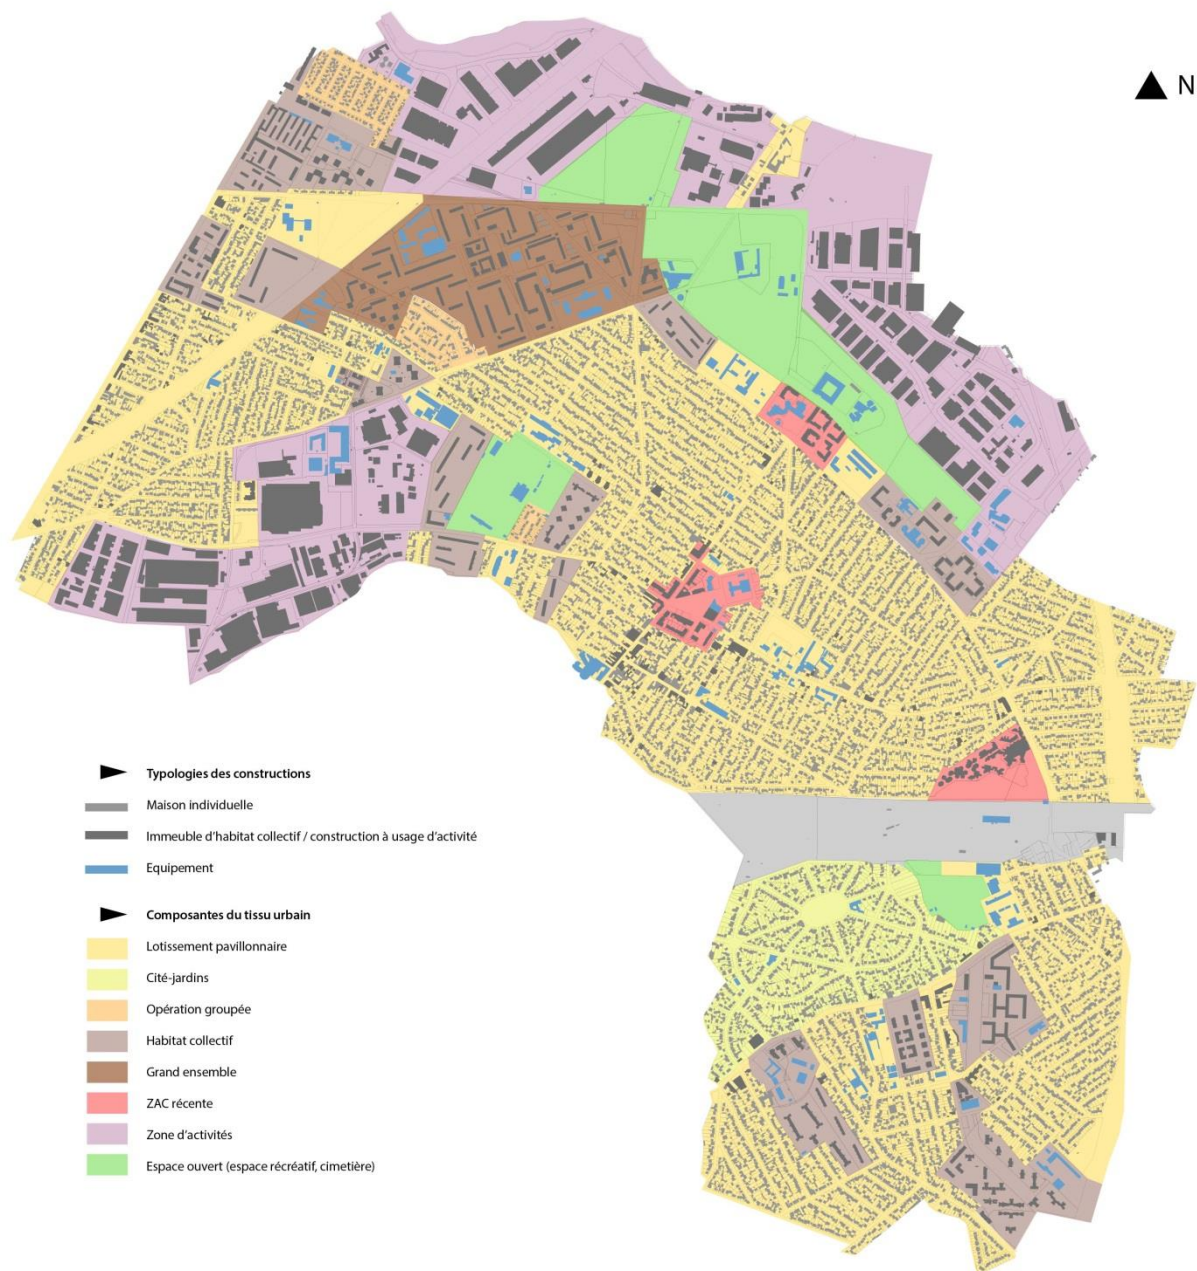 N
Typologies des constructions
Maison individuelle
Immeuble d'habitat collectif / construction à usage d'activité
Equipement
Composantes du tissu urbain
Lotissement pavillonnaire
Cité-jardins
Opération groupée
Habitat collectif
Grand ensemble
ZAC récente
Zone d'activités
Espace ouvert (espace récréatif, cimetière)